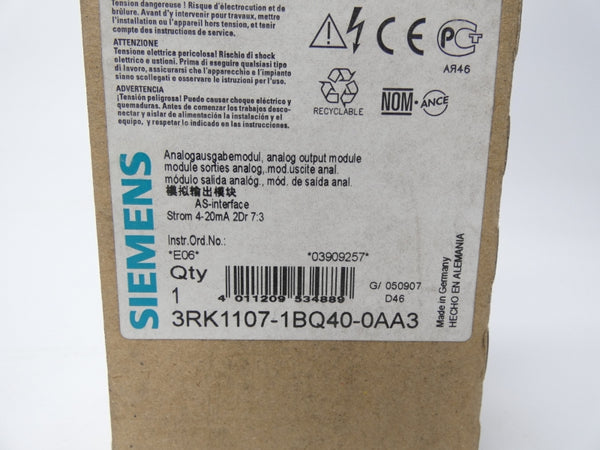 Tension dangereuse ! Risque d'électrocution et de
brûlure. Avant d'y intervenir pour travaux, mettre
l'installation ou l'appareil hors tension, et tenir
compte des instructions de service.
ATTENZIONE
Tensione elettrica pericolosa! Rischio di shock
elettrico e ustioni. Prima di eseguire qualsiasi tipo
di lavoro, assicurarsi che l'apparecchio o l'impianto
siano scollegati e osservare le istruzioni per l'uso.
ADVERTENCIA
¡Tensión peligrosa! Puede causar choque eléctrico y
quemaduras. Antes de comenzar los trabajos desco-
nectar y aislar de alimentación la instalación y el
equipo, y respetar lo indicado en las instrucciones.
CE
PCT
АЯ46
RECYCLABLE
NOM-ANCE
SIEMENS
Analogausgabemodul, analog output module
module sorties analog,.mod.uscite anal.
módulo salida analóg., mód. de saída anal.
模拟输出模块
AS-interface
Strom 4-20mA 2Dr 7:3
Instr.Ord.No.:
*E06* *03909257*
Qty
1
4 011209 534889
G/ 050907
D46
Made in Germany
HECHO EN ALEMANIA
3RK1107-1BQ40-0AA3